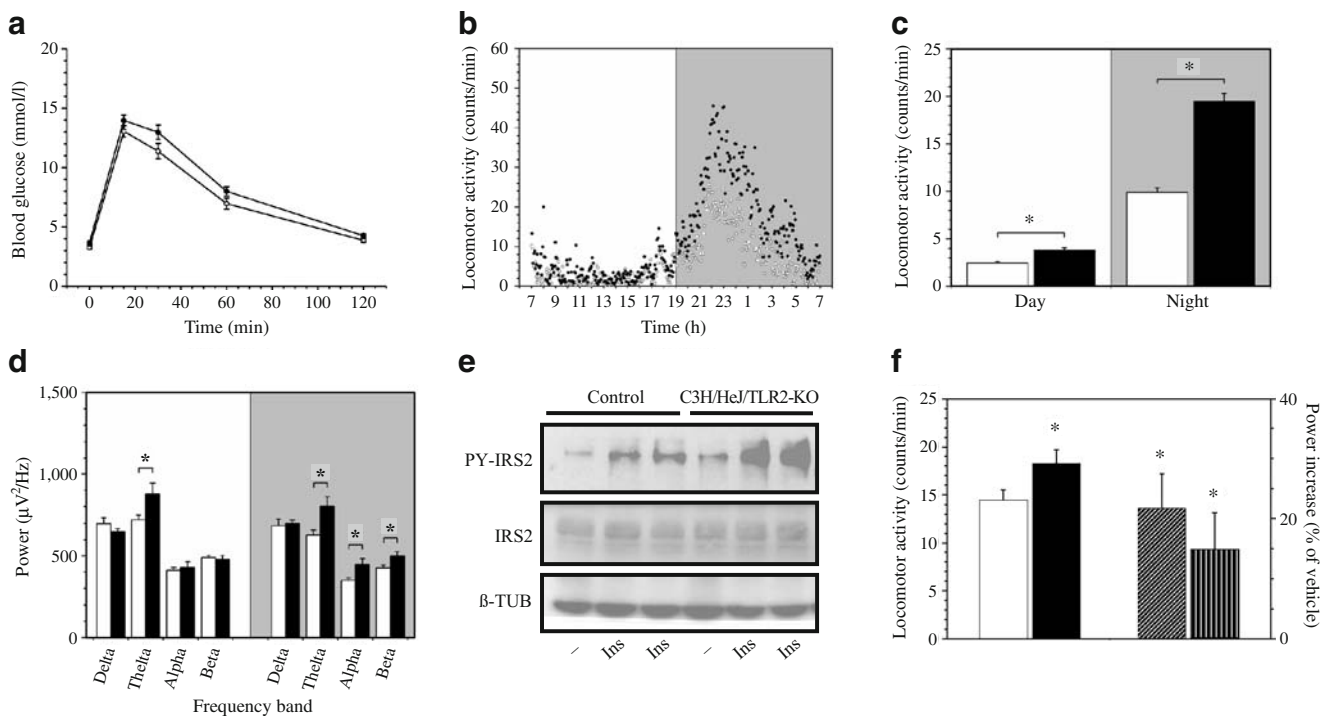 a
Blood glucose (mmol/l)
20
15
10
5
0
0 20 40 60 80 100 120
Time (min)
b
Locomotor activity (counts/min)
60
50
40
30
20
10
0
7 9 11 13 15 17 19 21 23 1 3 5 7
Time (h)
c
Locomotor activity (counts/min)
25
20
15
10
5
0
*
*
Day Night
d
Power (µV²/Hz)
1,500
1,000
500
0
*
*
*
*
Delta Thelta Alpha Beta Delta Thelta Alpha Beta
Frequency band
e
Control C3H/HeJ/TLR2-KO
PY-IRS2
IRS2
ß-TUB
– Ins Ins – Ins Ins
f
Locomotor activity (counts/min)
25
20
15
10
5
0
*
*
*
40
20
0
Power increase (% of vehicle)